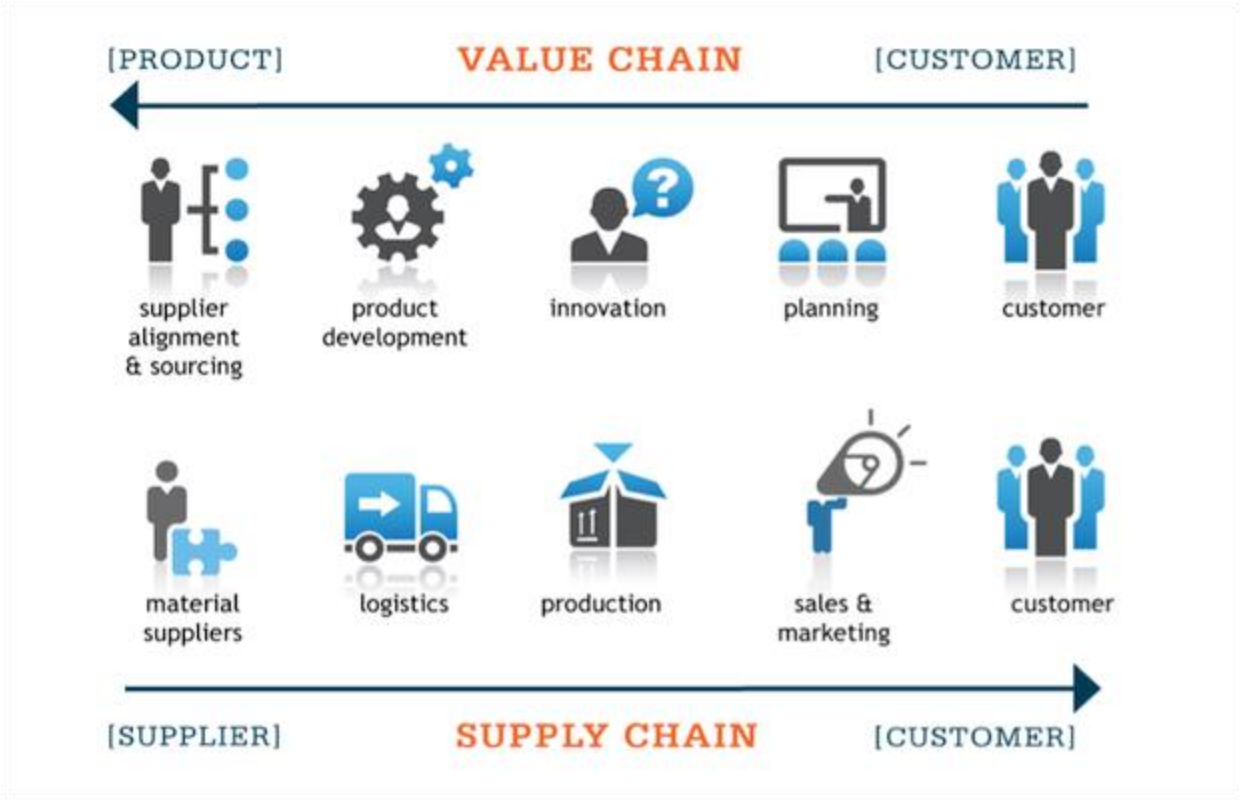 [PRODUCT] VALUE CHAIN [CUSTOMER]
supplier alignment & sourcing
product development
innovation
planning
customer
material suppliers
logistics
production
sales & marketing
customer
[SUPPLIER] SUPPLY CHAIN [CUSTOMER]